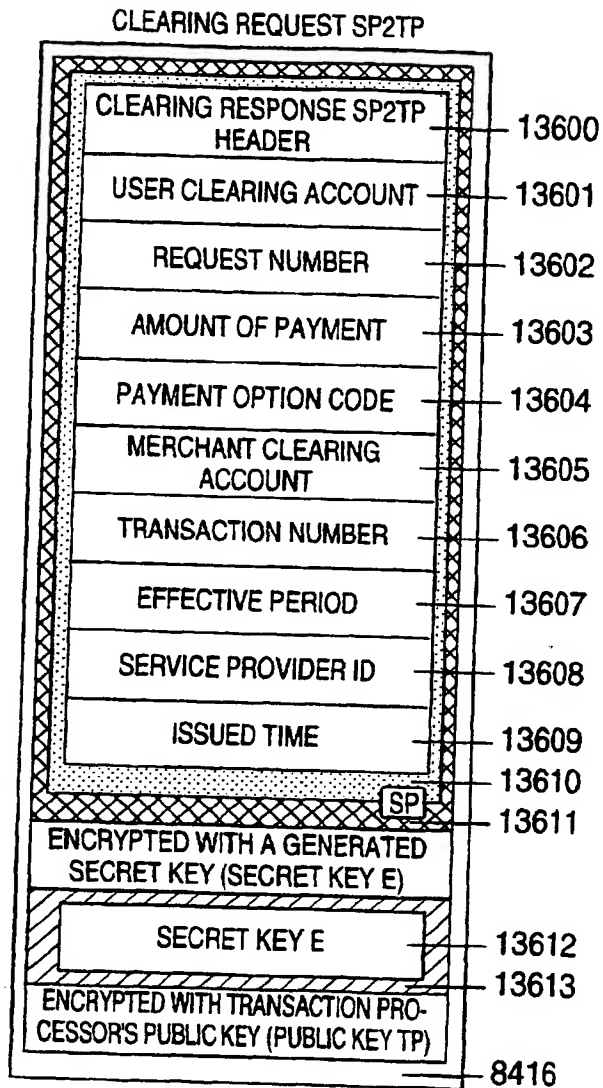 CLEARING REQUEST SP2TP
CLEARING RESPONSE SP2TP
HEADER
13600
USER CLEARING ACCOUNT
13601
REQUEST NUMBER
13602
AMOUNT OF PAYMENT
13603
PAYMENT OPTION CODE
13604
MERCHANT CLEARING
ACCOUNT
13605
TRANSACTION NUMBER
13606
EFFECTIVE PERIOD
13607
SERVICE PROVIDER ID
13608
ISSUED TIME
13609
13610
SP
13611
ENCRYPTED WITH A GENERATED
SECRET KEY (SECRET KEY E)
SECRET KEY E
13612
13613
ENCRYPTED WITH TRANSACTION PRO-
CESSOR'S PUBLIC KEY (PUBLIC KEY TP)
8416